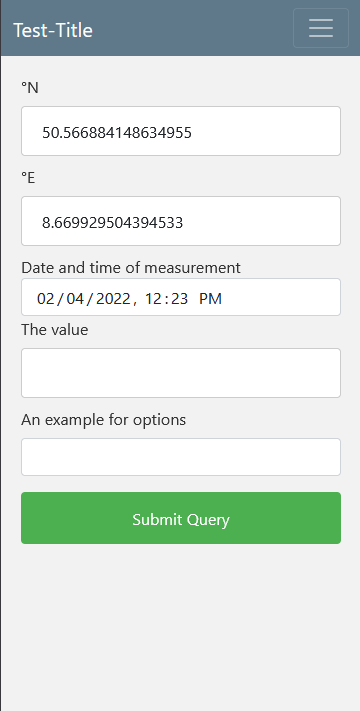 Test-Title
°N
50.566884148634955
°E
8.669929504394533
Date and time of measurement
02/04/2022, 12:23 PM
The value
An example for options
Submit Query